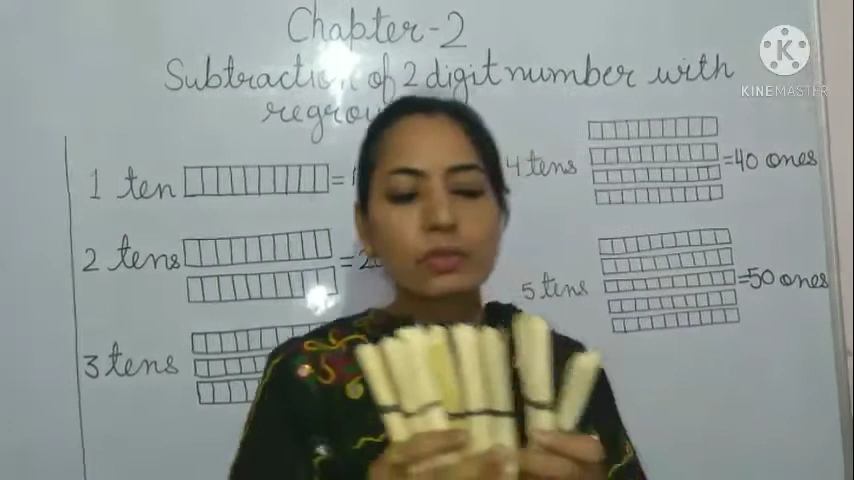 Chapter-2
Subtraction of 2 digit number with
K
KINEMASTER
1 ten =
2 tens =
3 tens
4 tens =40 ones
5 tens =50 ones